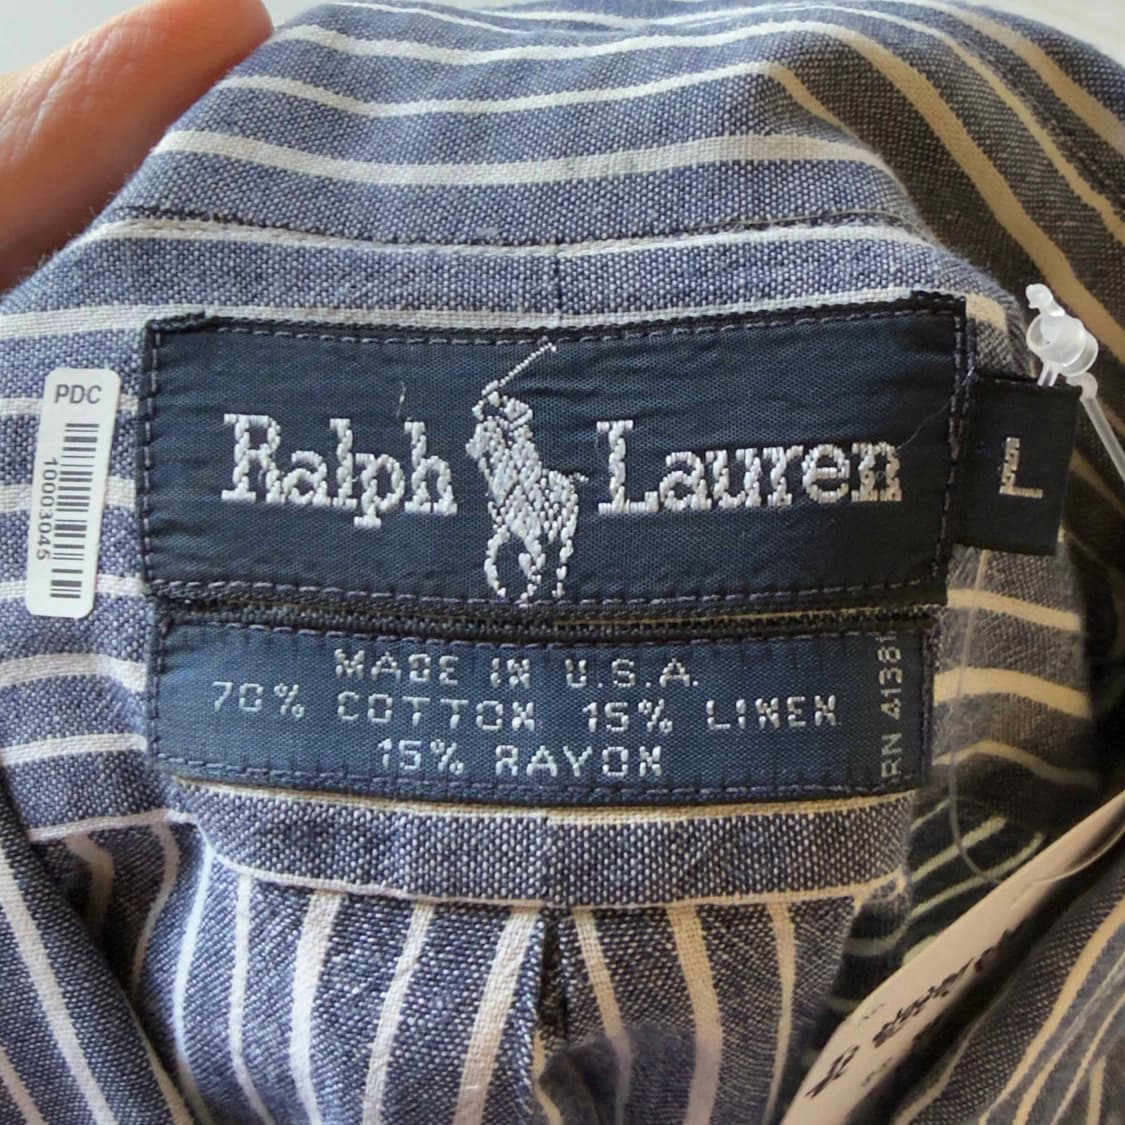 PDC
10003045
Ralph Lauren
L
MADE IN U.S.A.
70% COTTON 15% LINEN
15% RAYON
RN 41381